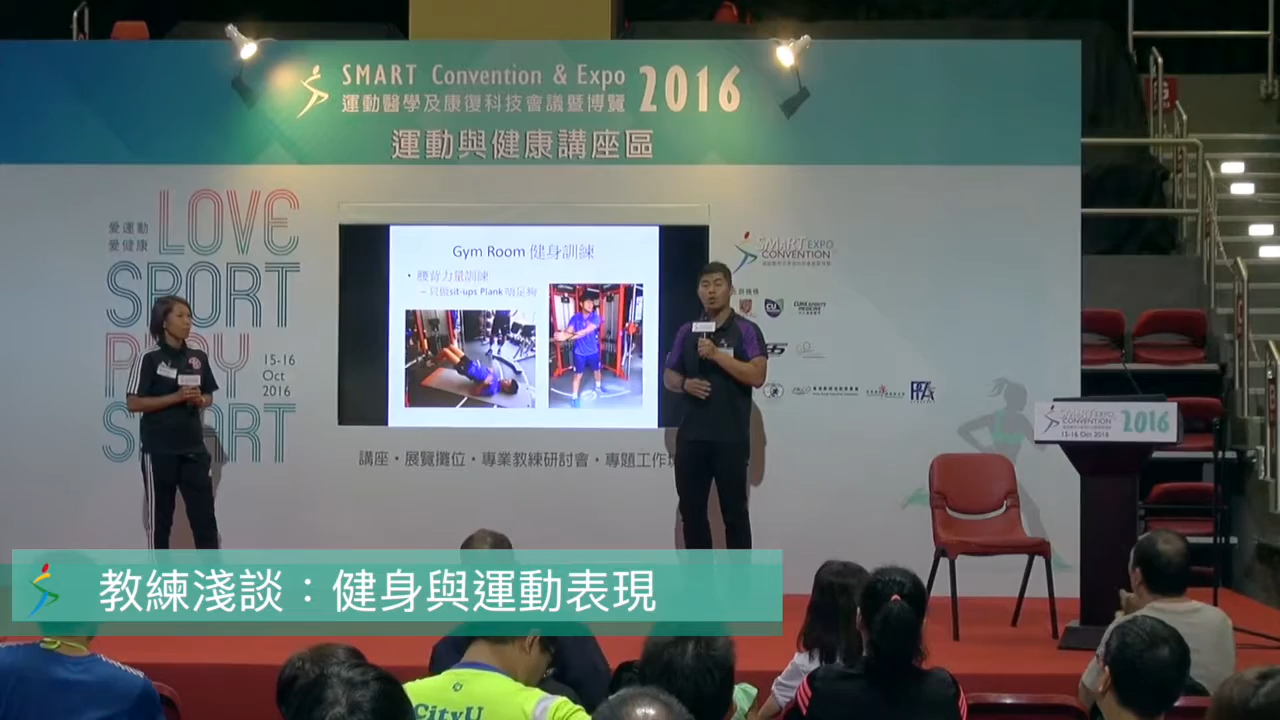 SMART Convention & Expo 2016
運動醫學及康復科技會議暨博覽
運動與健康講座區
愛運動
愛健康
LOVE
SPORT
PLAY
SMART
15-16
Oct
2016
Gym Room 健身訓練
• 腰背力量訓練
– 只做sit-ups Plank 唔足夠
SMART EXPO
CONVENTION
講座・展覽攤位・專業教練研討會・專題工作坊
SMART EXPO
CONVENTION
2016
15-16 Oct 2016
教練淺談：健身與運動表現
CityU